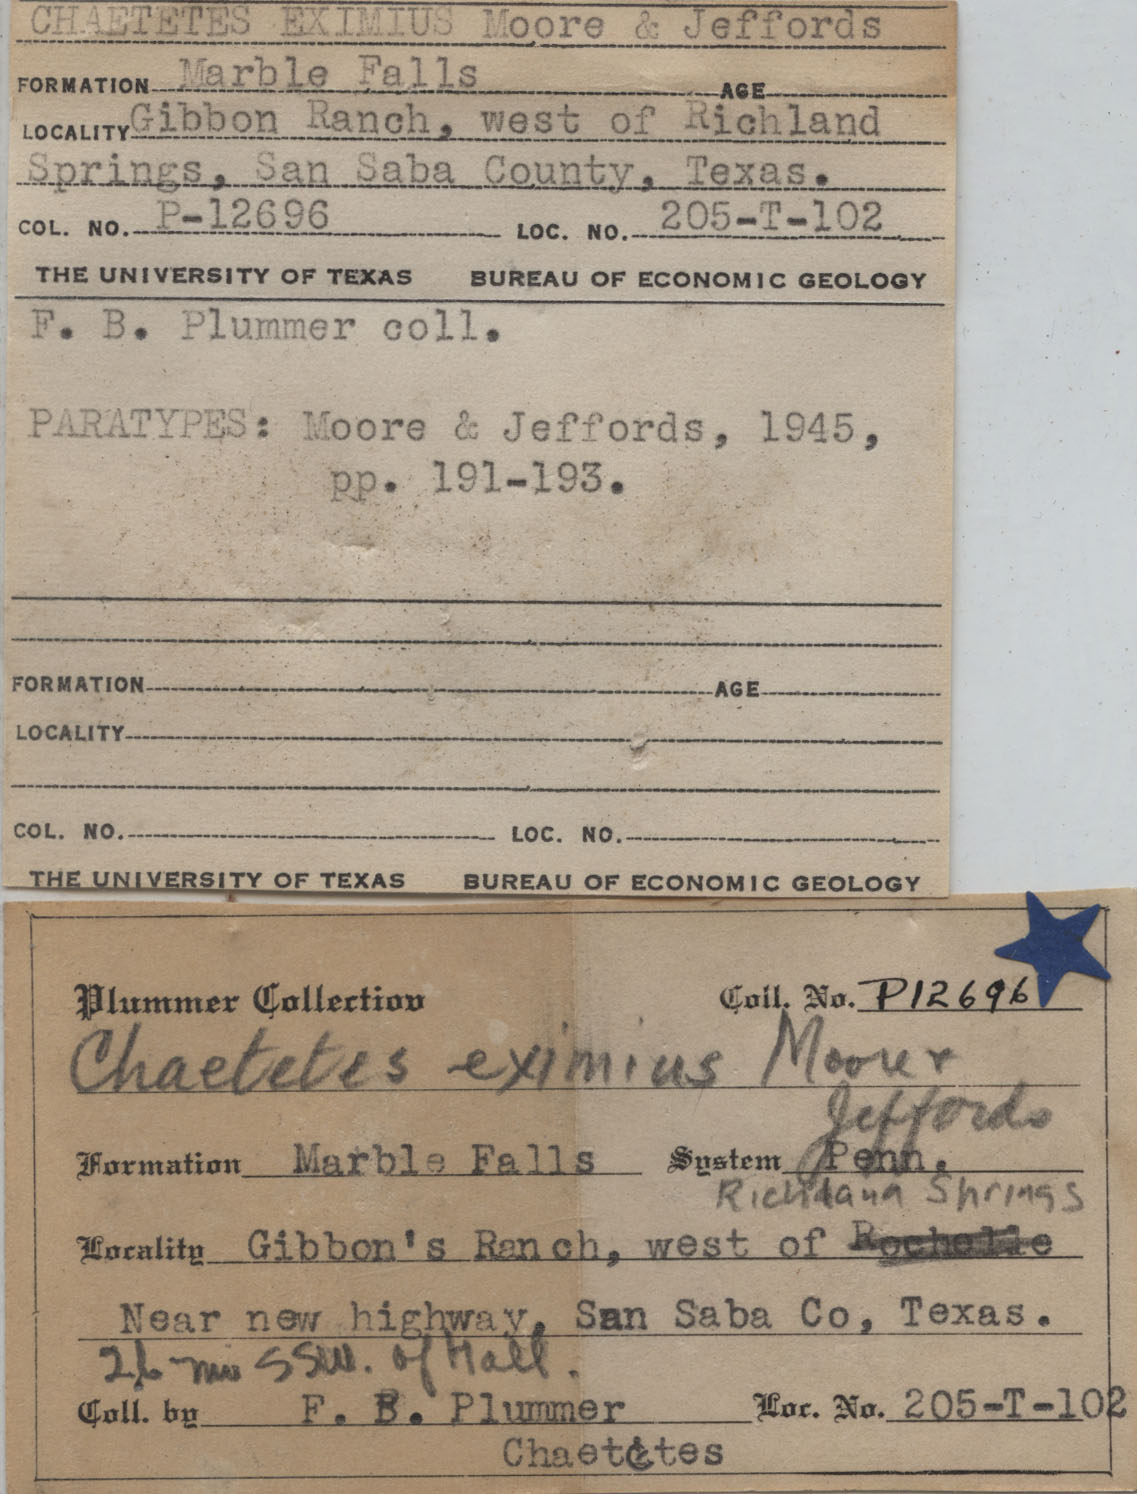 CHAETETES EXIMIUS Moore & Jeffords
FORMATION Marble Falls AGE
LOCALITY Gibbon Ranch, west of Richland
Springs, San Saba County, Texas.
COL. NO. P-12696 LOC. NO. 205-T-102
THE UNIVERSITY OF TEXAS BUREAU OF ECONOMIC GEOLOGY
F. B. Plummer coll.
PARATYPES: Moore & Jeffords, 1945,
pp. 191-193.
FORMATION AGE
LOCALITY
COL. NO. LOC. NO.
THE UNIVERSITY OF TEXAS BUREAU OF ECONOMIC GEOLOGY
Plummer Collection Coll. No. P12696
Chaetetes eximius Moore +
Jeffords
Formation Marble Falls System Penn.
Springs
Locality Gibbon's Ranch, west of Rochelle
Near new highway, San Saba Co, Texas.
mi SSW. of Hall.
Coll. by F. B. Plummer Loc. No. 205-T-102
Chaetetes